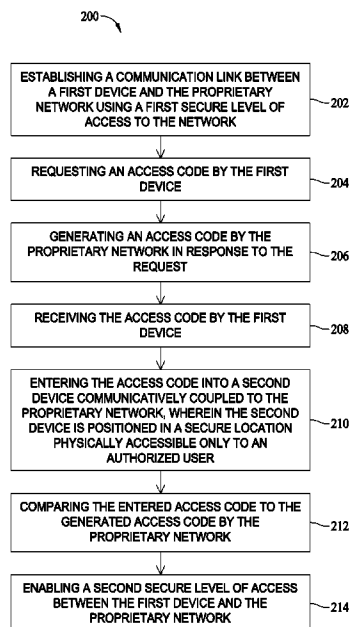 200
ESTABLISHING A COMMUNICATION LINK BETWEEN
A FIRST DEVICE AND THE PROPRIETARY
NETWORK USING A FIRST SECURE LEVEL OF
ACCESS TO THE NETWORK
202
REQUESTING AN ACCESS CODE BY THE FIRST
DEVICE
204
GENERATING AN ACCESS CODE BY THE
PROPRIETARY NETWORK IN RESPONSE TO THE
REQUEST
206
RECEIVING THE ACCESS CODE BY THE FIRST
DEVICE
208
ENTERING THE ACCESS CODE INTO A SECOND
DEVICE COMMUNICATIVELY COUPLED TO THE
PROPRIETARY NETWORK, WHEREIN THE SECOND
DEVICE IS POSITIONED IN A SECURE LOCATION
PHYSICALLY ACCESSIBLE ONLY TO AN
AUTHORIZED USER
210
COMPARING THE ENTERED ACCESS CODE TO THE
GENERATED ACCESS CODE BY THE
PROPRIETARY NETWORK
212
ENABLING A SECOND SECURE LEVEL OF ACCESS
BETWEEN THE FIRST DEVICE AND THE
PROPRIETARY NETWORK
214